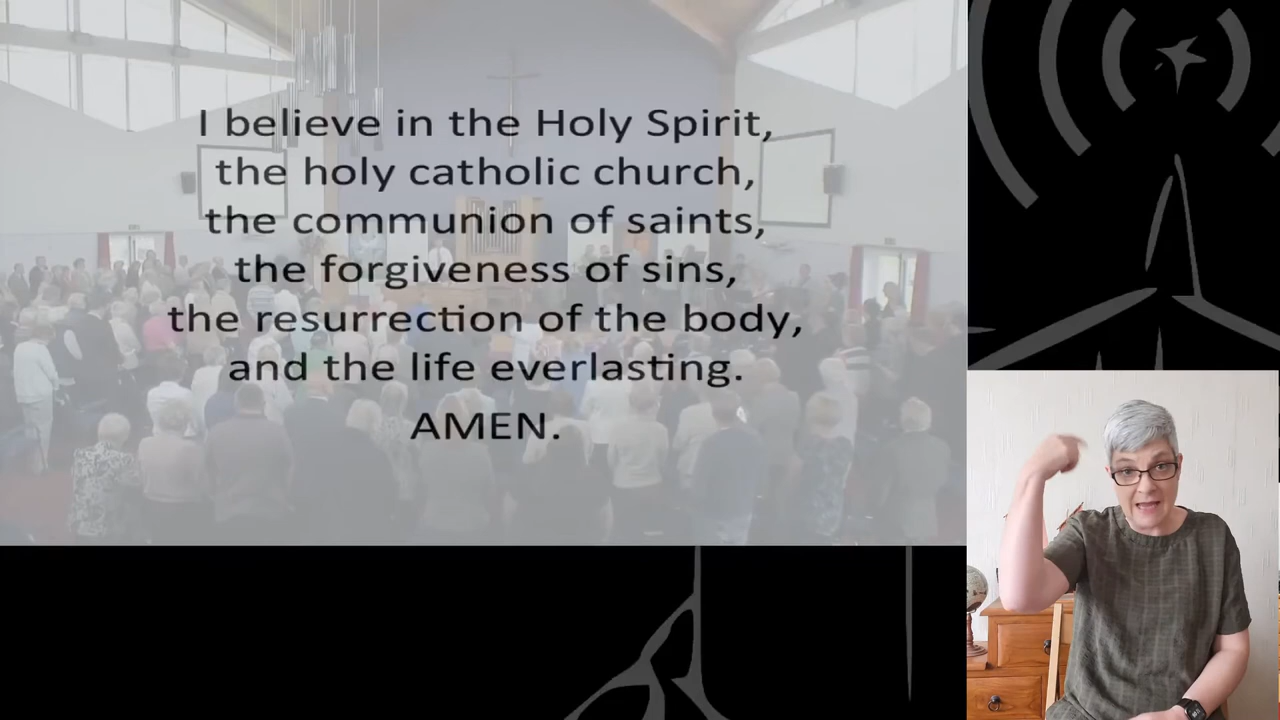 I believe in the Holy Spirit,
the holy catholic church,
the communion of saints,
the forgiveness of sins,
the resurrection of the body,
and the life everlasting.
AMEN.